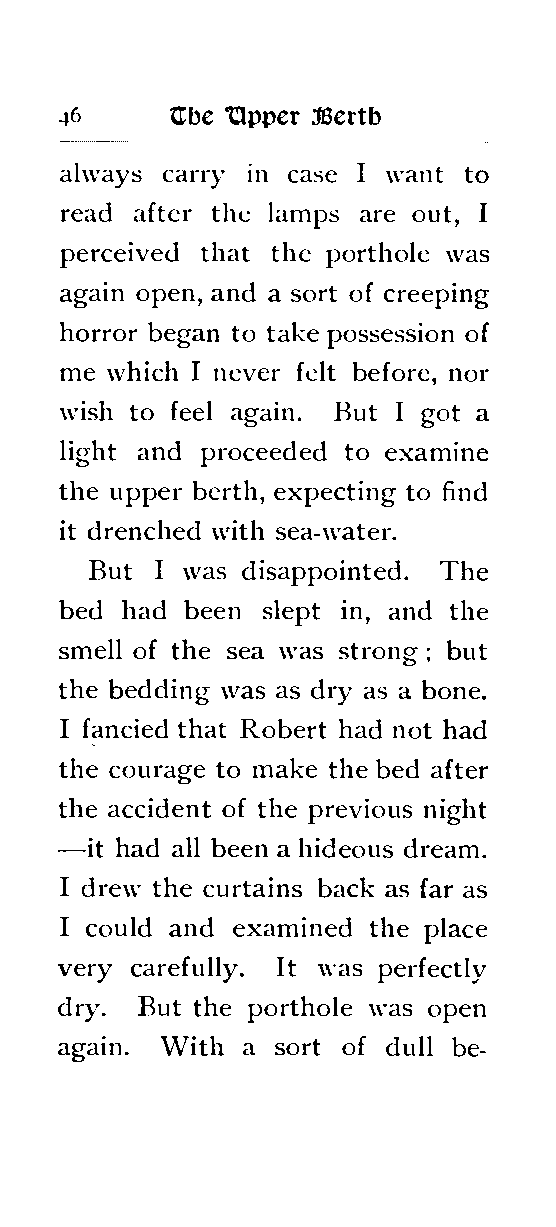 46 The Upper Berth
always carry in case I want to
read after the lamps are out, I
perceived that the porthole was
again open, and a sort of creeping
horror began to take possession of
me which I never felt before, nor
wish to feel again. But I got a
light and proceeded to examine
the upper berth, expecting to find
it drenched with sea-water.
But I was disappointed. The
bed had been slept in, and the
smell of the sea was strong; but
the bedding was as dry as a bone.
I fancied that Robert had not had
the courage to make the bed after
the accident of the previous night
—it had all been a hideous dream.
I drew the curtains back as far as
I could and examined the place
very carefully. It was perfectly
dry. But the porthole was open
again. With a sort of dull be-